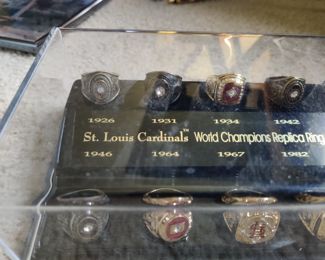 1926 1931 1934 1942
St. Louis Cardinals™ World Champions Replica Ring
1946 1964 1967 1982